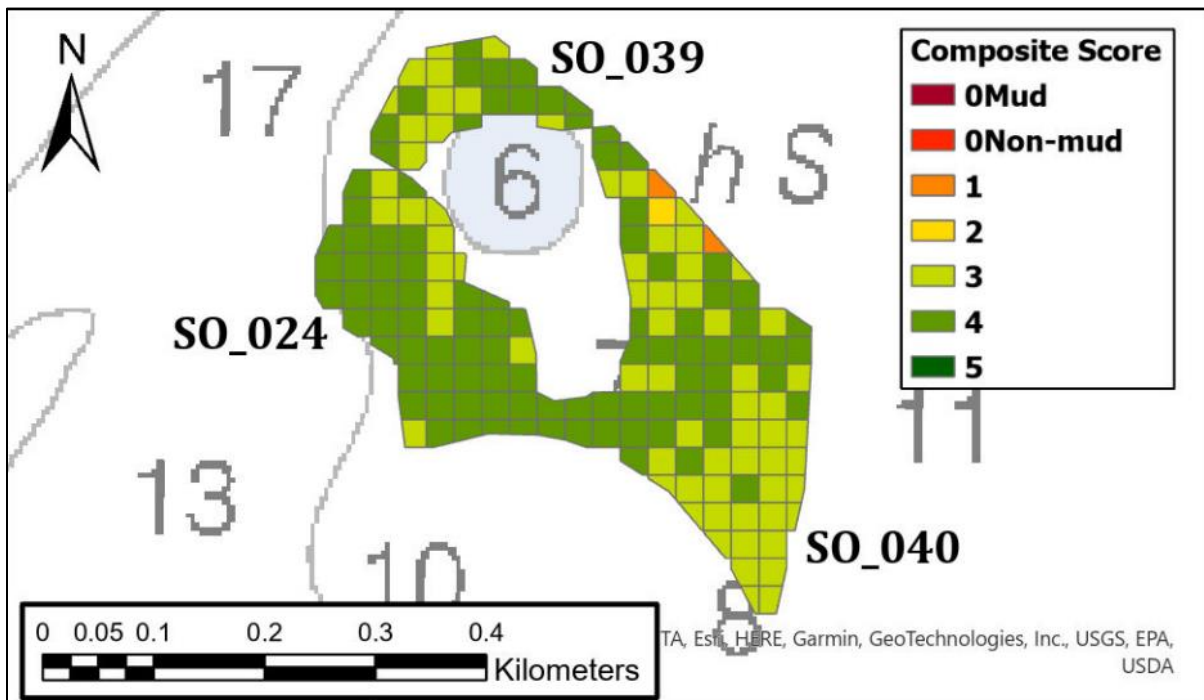 N
17
SO_039
6
h S
SO_024
13
10
11
SO_040
8
Composite Score
0Mud
0Non-mud
1
2
3
4
5
0 0.05 0.1 0.2 0.3 0.4
Kilometers
TA, Esri, HERE, Garmin, GeoTechnologies, Inc., USGS, EPA,
USDA